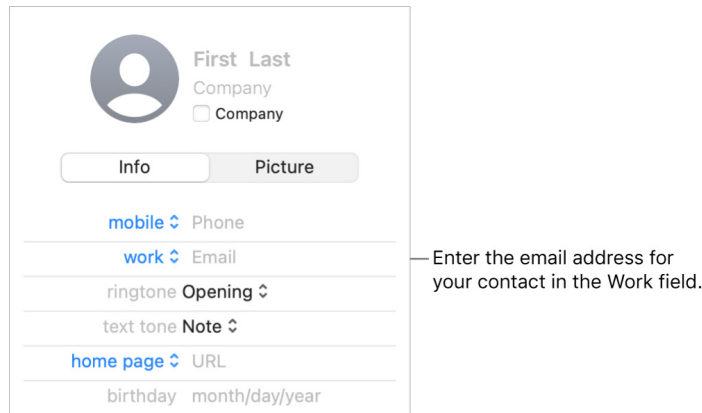 First Last
Company
Company
Info Picture
mobile Phone
work Email
Enter the email address for
your contact in the Work field.
ringtone Opening
text tone Note
home page URL
birthday month/day/year